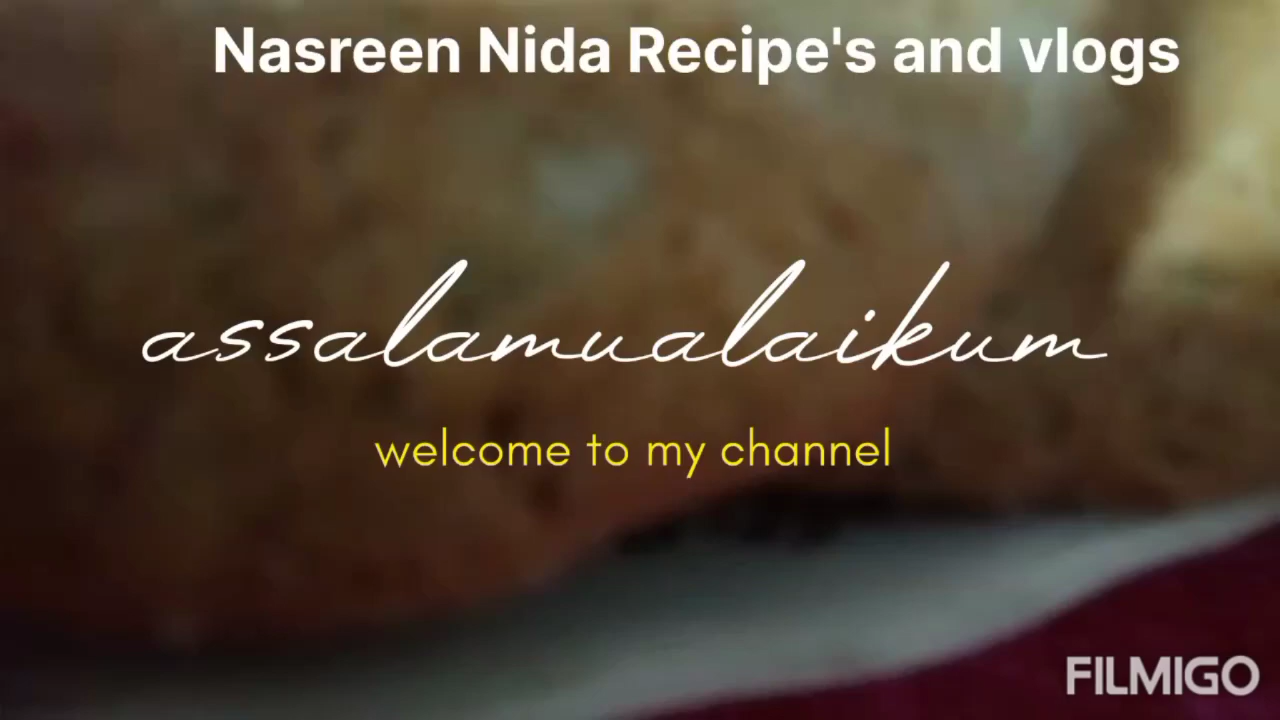 Nasreen Nida Recipe's and vlogs
assalamualaikum
welcome to my channel
FILMIGO